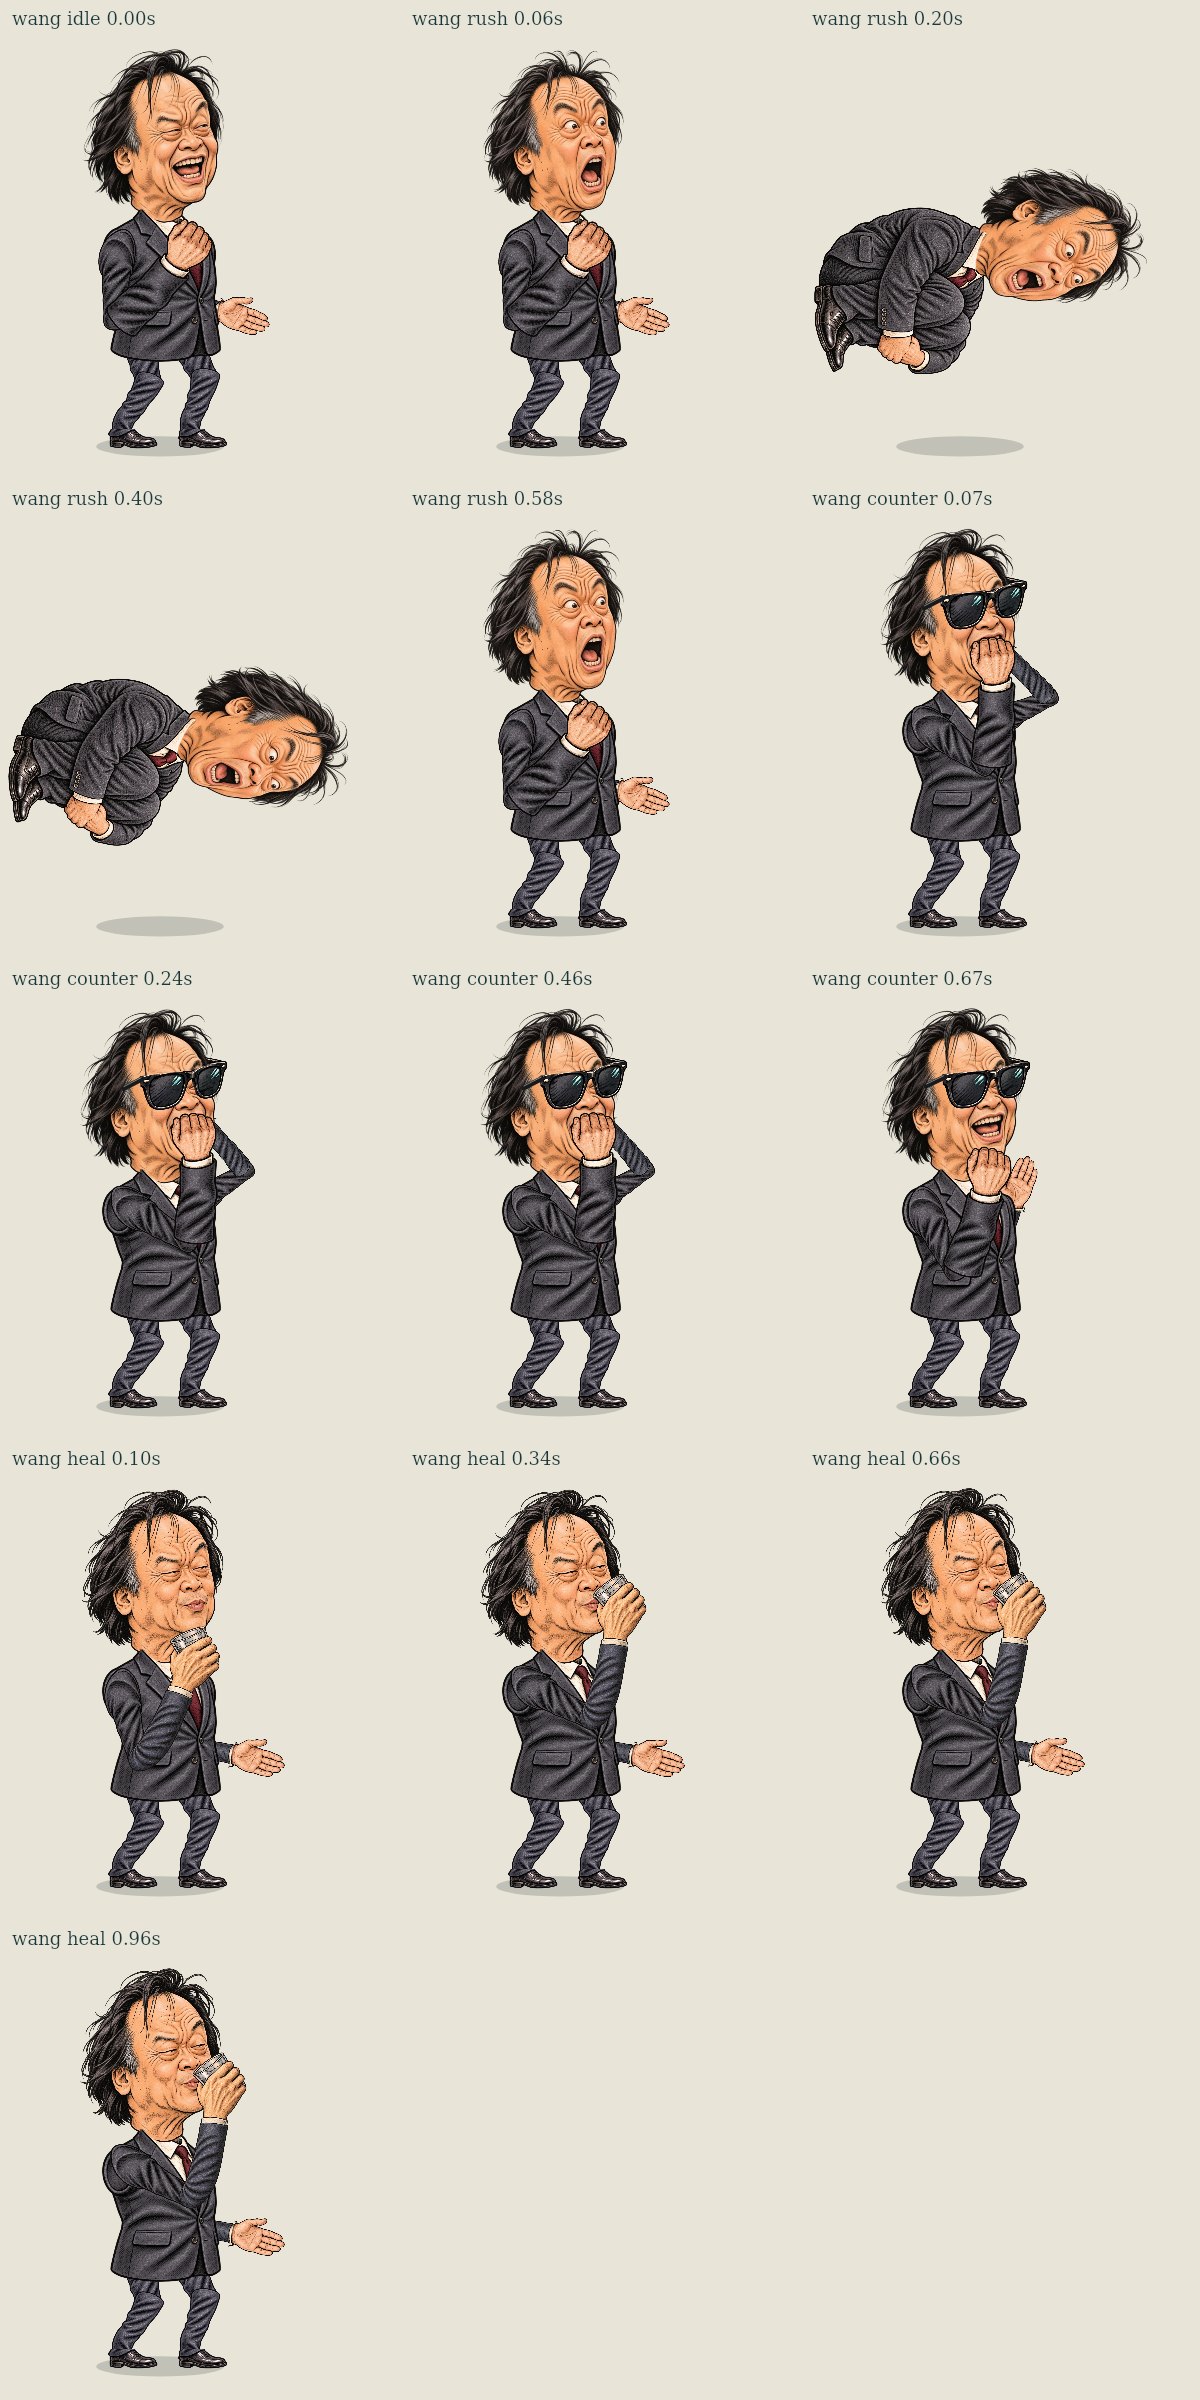 wang idle 0.00s
wang rush 0.06s
wang rush 0.20s
wang rush 0.40s
wang rush 0.58s
wang counter 0.07s
wang counter 0.24s
wang counter 0.46s
wang counter 0.67s
wang heal 0.10s
wang heal 0.34s
wang heal 0.66s
wang heal 0.96s